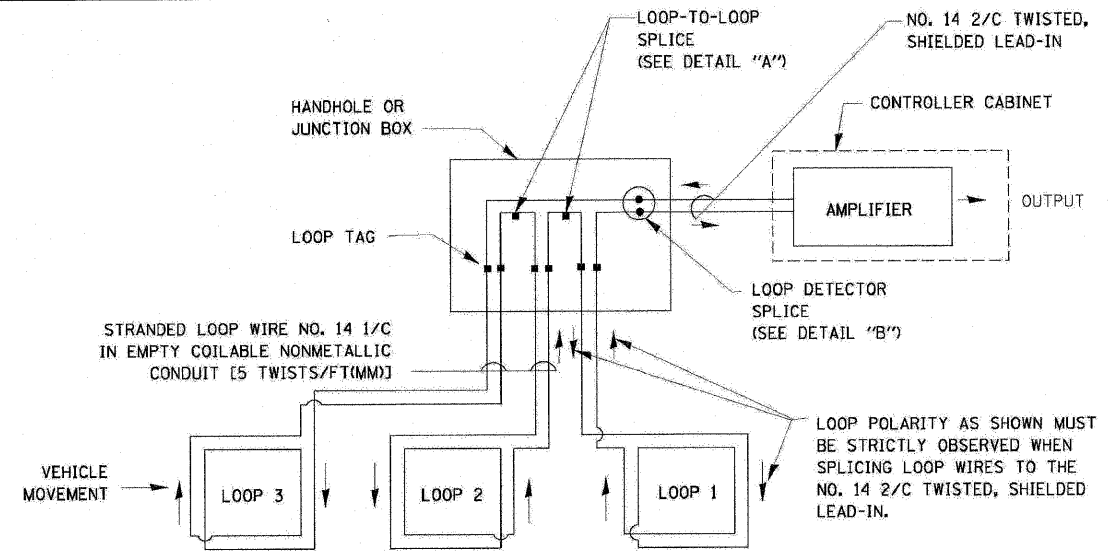 LOOP-TO-LOOP
SPLICE
(SEE DETAIL "A")
NO. 14 2/C TWISTED,
SHIELDED LEAD-IN
HANDHOLE OR
JUNCTION BOX
CONTROLLER CABINET
AMPLIFIER
OUTPUT
LOOP TAG
LOOP DETECTOR
SPLICE
(SEE DETAIL "B")
STRANDED LOOP WIRE NO. 14 1/C
IN EMPTY COILABLE NONMETALLIC
CONDUIT [5 TWISTS/FT(MM)]
LOOP POLARITY AS SHOWN MUST
BE STRICTLY OBSERVED WHEN
SPLICING LOOP WIRES TO THE
NO. 14 2/C TWISTED, SHIELDED
LEAD-IN.
VEHICLE
MOVEMENT
LOOP 3
LOOP 2
LOOP 1